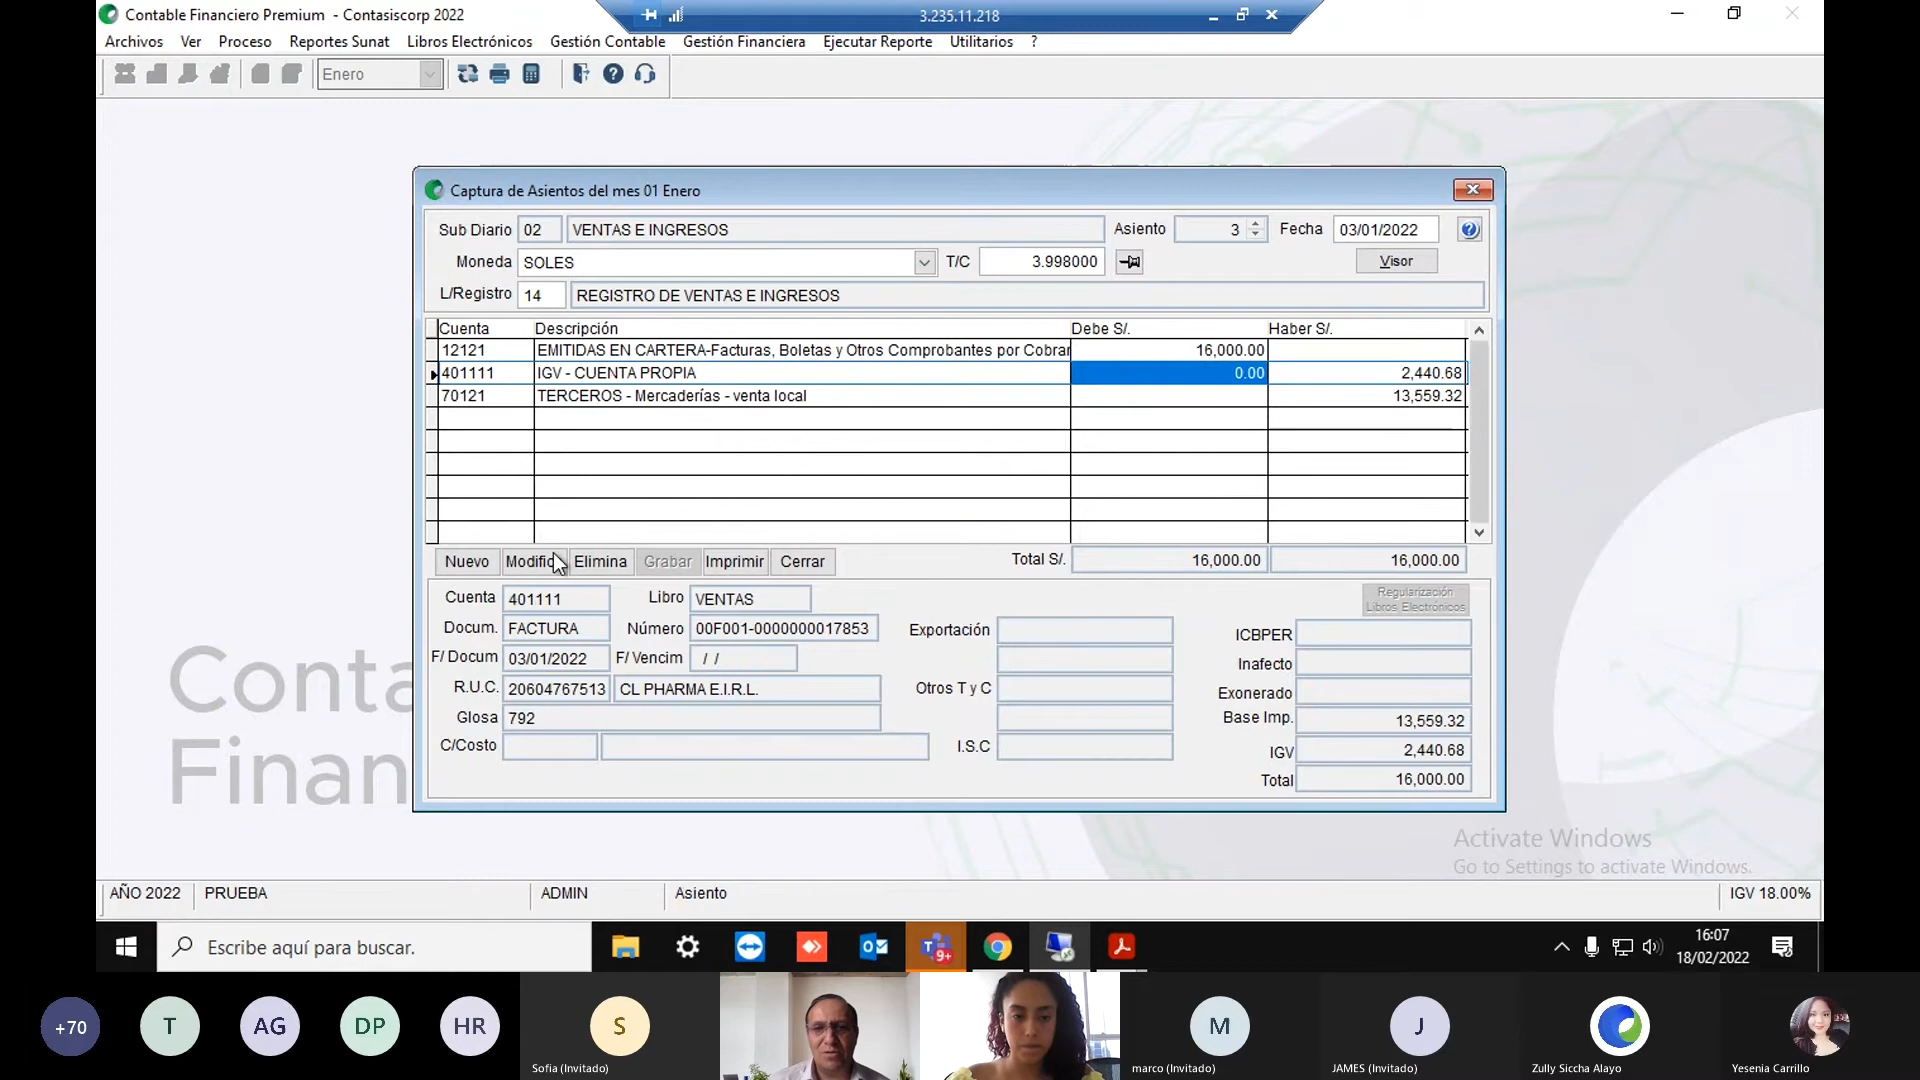 Contable Financiero Premium - Contasiscorp 2022
3.235.11.218
Archivos Ver Proceso Reportes Sunat Libros Electrónicos Gestión Contable Gestión Financiera Ejecutar Reporte Utilitarios ?
Enero
Captura de Asientos del mes 01 Enero
Sub Diario 02 VENTAS E INGRESOS Asiento 3 Fecha 03/01/2022
Moneda SOLES T/C 3.998000 Visor
L/Registro 14 REGISTRO DE VENTAS E INGRESOS
Cuenta Descripción Debe S/. Haber S/.
12121 EMITIDAS EN CARTERA-Facturas, Boletas y Otros Comprobantes por Cobrar 16,000.00
401111 IGV - CUENTA PROPIA 0.00 2,440.68
70121 TERCEROS - Mercaderías - venta local 13,559.32
Nuevo Modifica Elimina Grabar Imprimir Cerrar Total S/. 16,000.00 16,000.00
Cuenta 401111 Libro VENTAS Regularización
Libros Electrónicos
Docum. FACTURA Número 00F001-0000000017853 Exportación ICBPER
F/ Docum 03/01/2022 F/ Vencim / / Inafecto
R.U.C. 20604767513 CL PHARMA E.I.R.L. Otros T y C Exonerado
Glosa 792 Base Imp. 13,559.32
C/Costo I.S.C IGV 2,440.68
Total 16,000.00
Conta
Finan
Activate Windows
Go to Settings to activate Windows.
AÑO 2022 PRUEBA ADMIN Asiento IGV 18.00%
Escribe aquí para buscar.
9+
16:07
18/02/2022
+70 T AG DP HR S M J
Sofia (Invitado) marco (Invitado) JAMES (Invitado) Zully Siccha Alayo Yesenia Carrillo